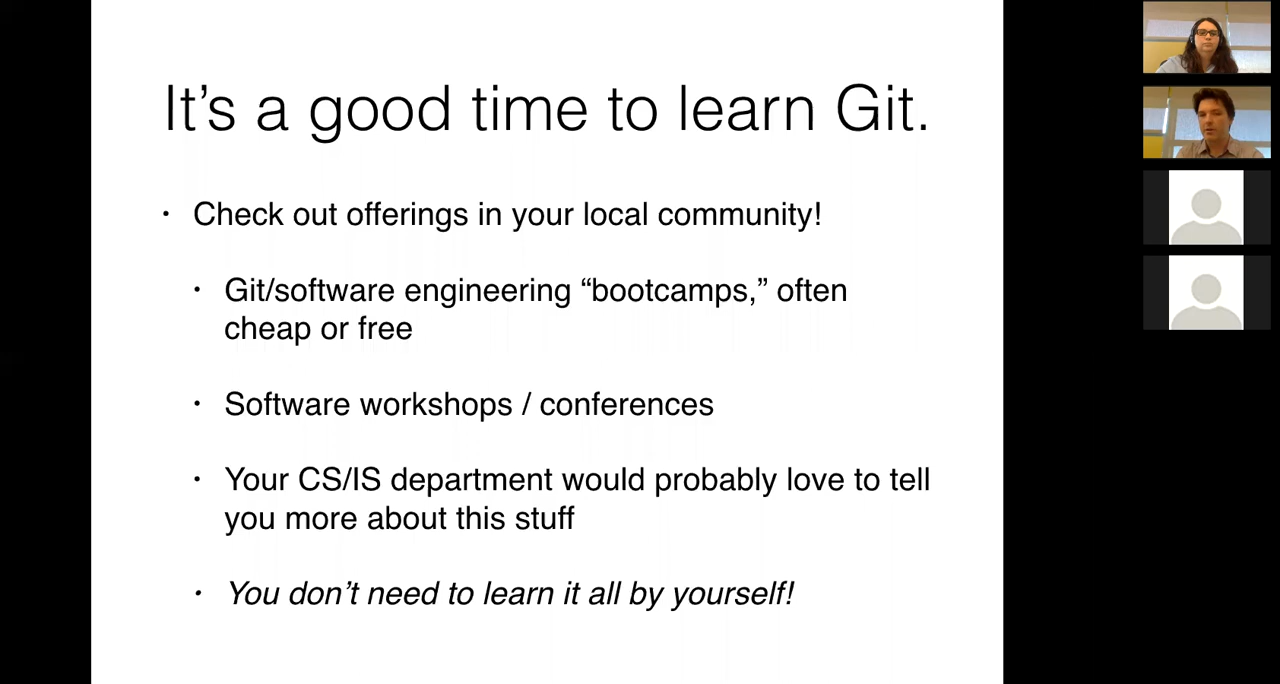 It’s a good time to learn Git.
• Check out offerings in your local community!
• Git/software engineering “bootcamps,” often
cheap or free
• Software workshops / conferences
• Your CS/IS department would probably love to tell
you more about this stuff
• You don’t need to learn it all by yourself!